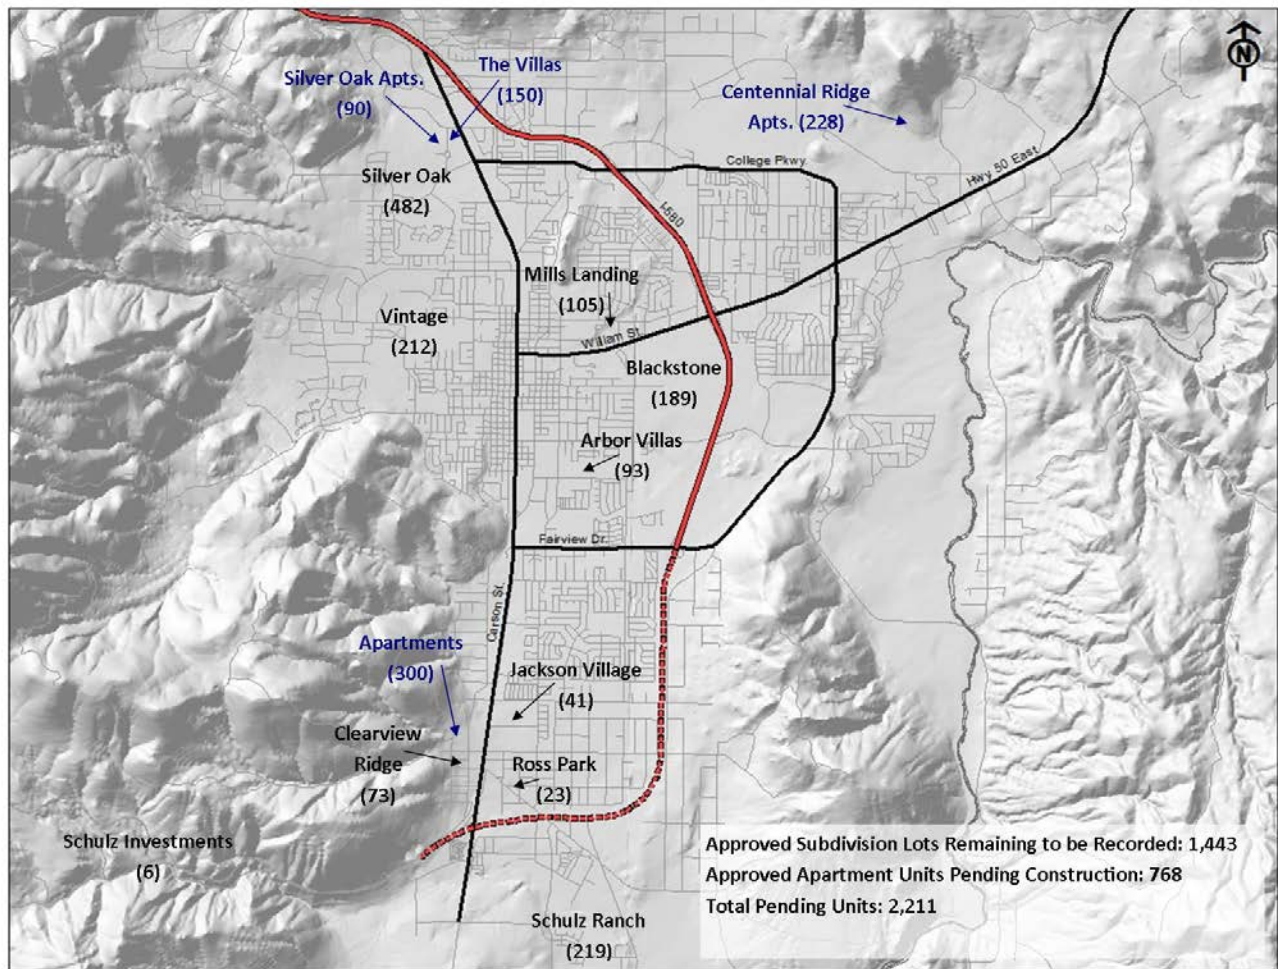 N
Silver Oak Apts.
(90)
The Villas
(150)
Centennial Ridge
Apts. (228)
College Pkwy.
Hwy 50 East
Silver Oak
(482)
I-580
Mills Landing
(105)
William St.
Vintage
(212)
Blackstone
(189)
Arbor Villas
(93)
Fairview Dr.
Carson St.
Apartments
(300)
Jackson Village
(41)
Clearview
Ridge
(73)
Ross Park
(23)
Schulz Investments
(6)
Schulz Ranch
(219)
Approved Subdivision Lots Remaining to be Recorded: 1,443
Approved Apartment Units Pending Construction: 768
Total Pending Units: 2,211